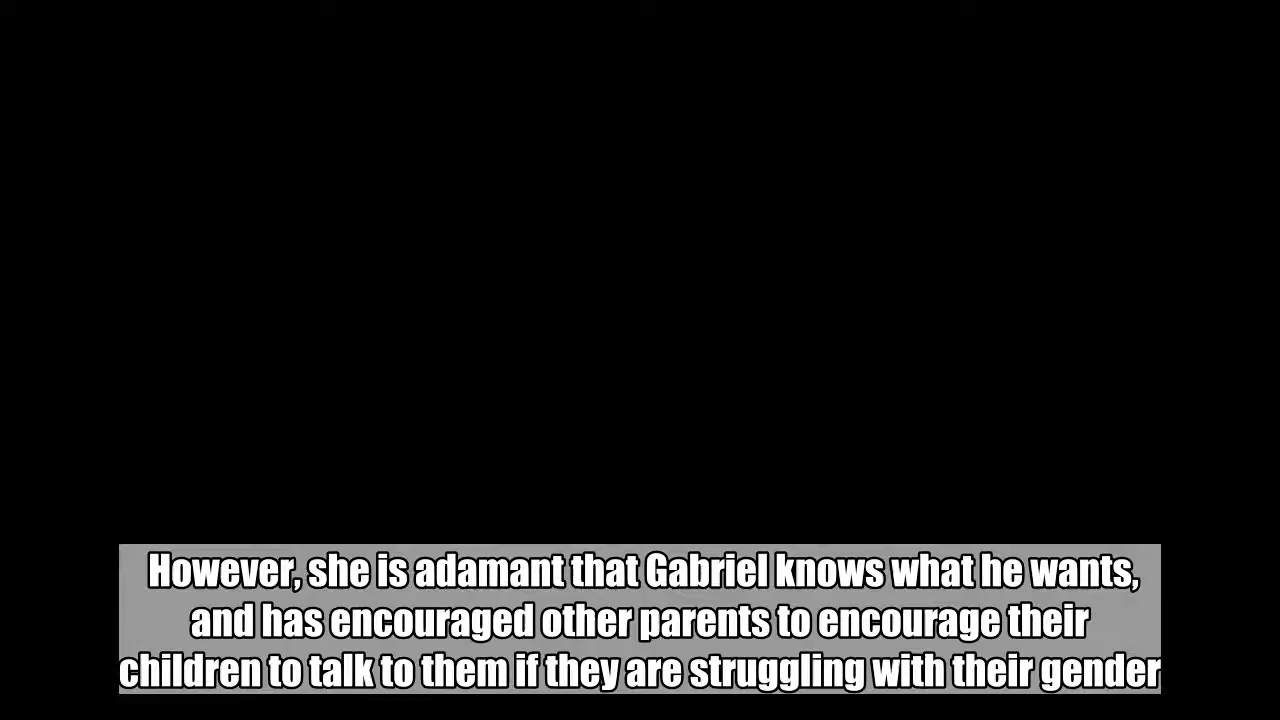 However, she is adamant that Gabriel knows what he wants,
and has encouraged other parents to encourage their
children to talk to them if they are struggling with their gender